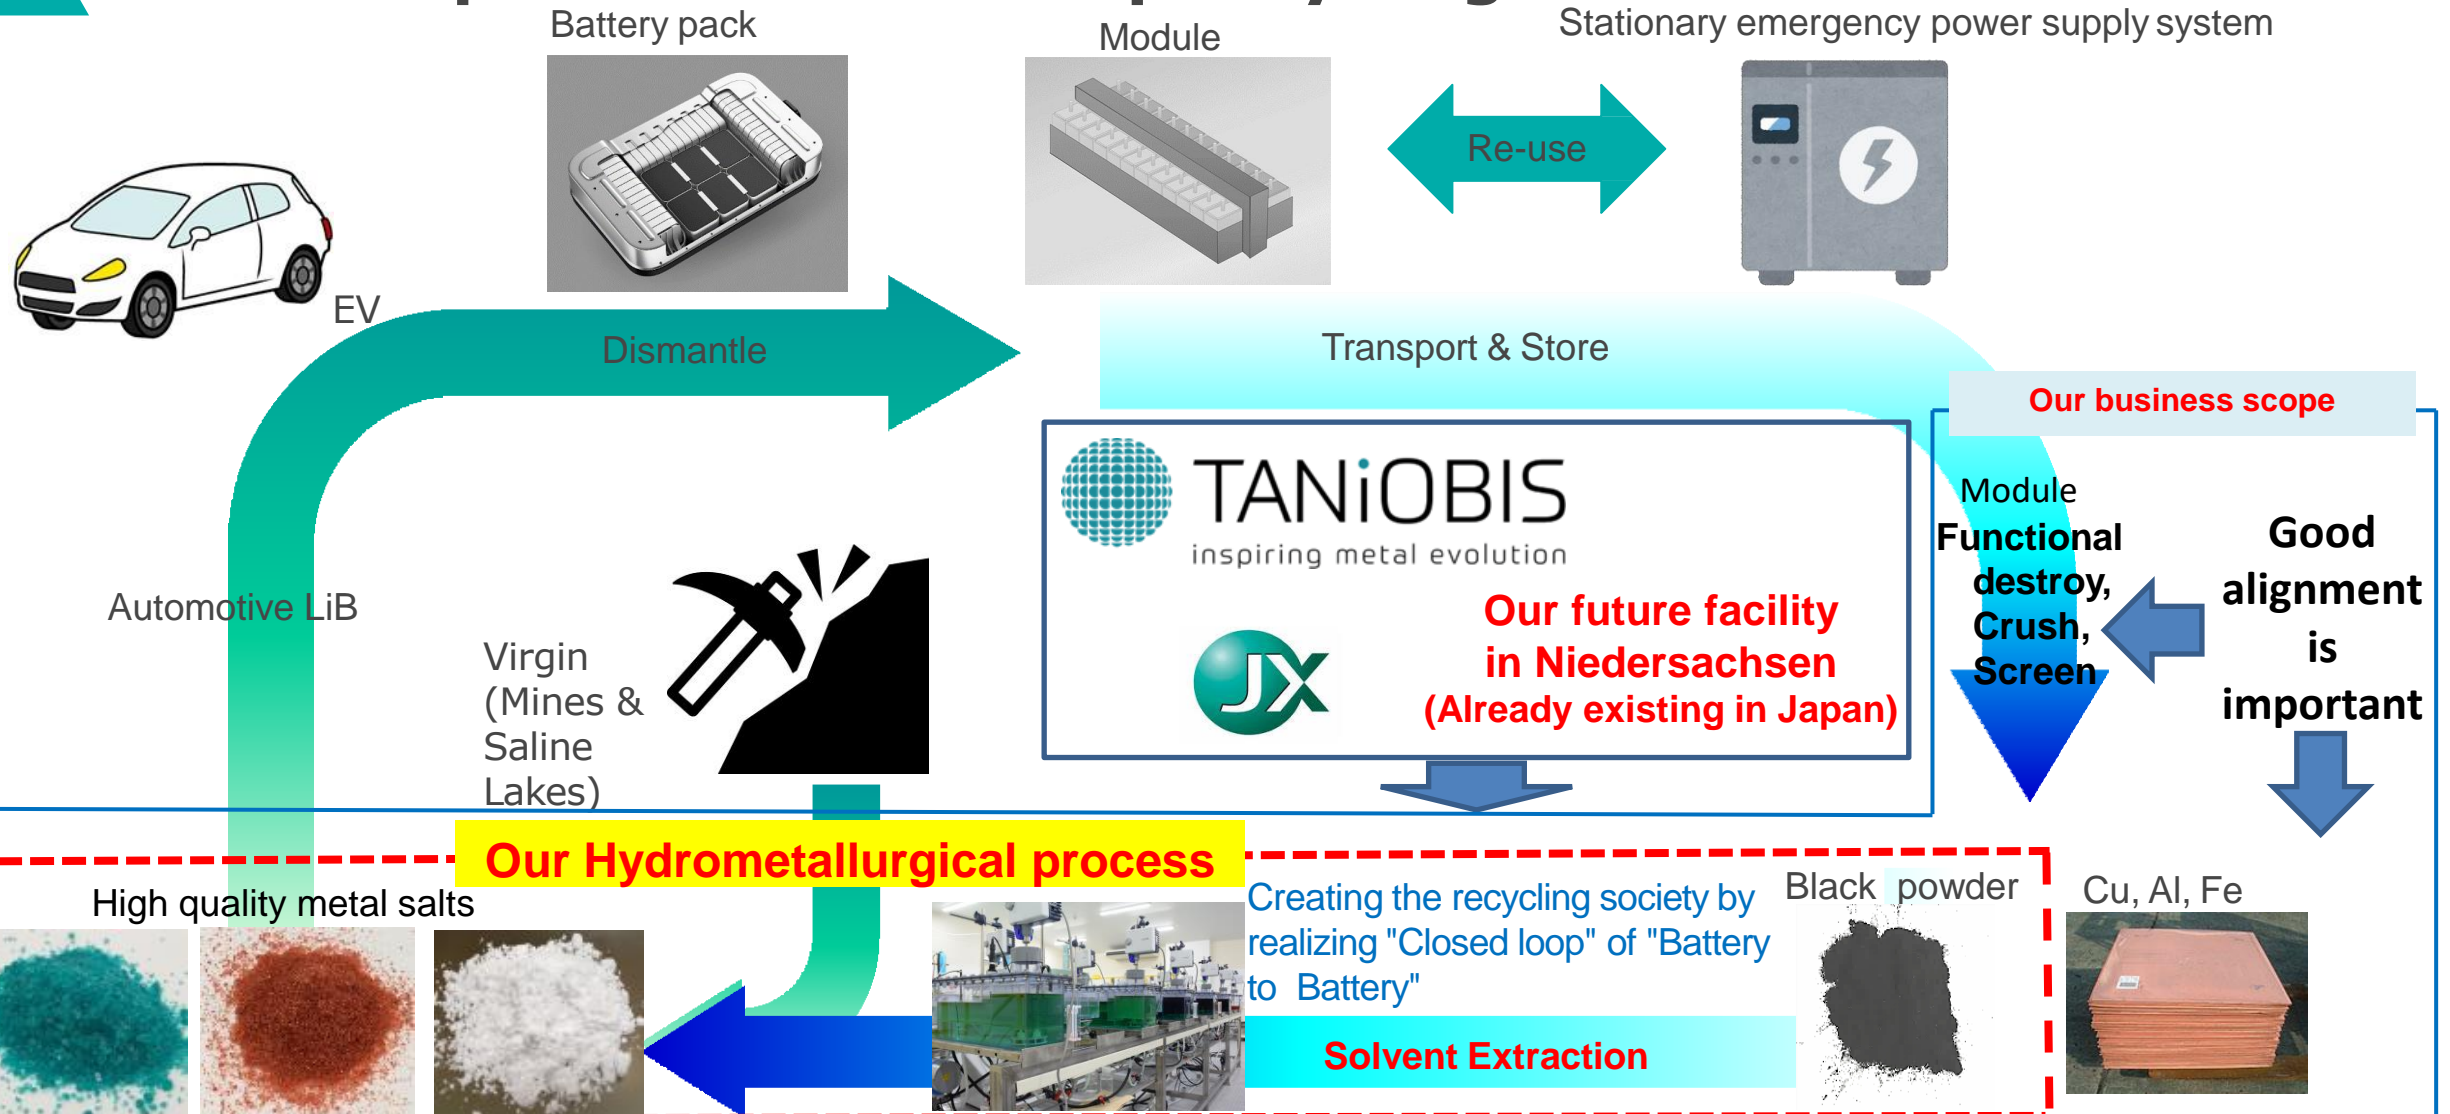 Battery pack
Module
Stationary emergency power supply system
Re-use
EV
Dismantle
Transport & Store
Our business scope
TANiOBIS
inspiring metal evolution
JX
Our future facility
in Niedersachsen
(Already existing in Japan)
Module
Functional
destroy,
Crush,
Screen
Good
alignment
is
important
Automotive LiB
Virgin
(Mines &
Saline
Lakes)
Our Hydrometallurgical process
High quality metal salts
Creating the recycling society by
realizing "Closed loop" of "Battery
to Battery"
Black powder
Cu, Al, Fe
Solvent Extraction